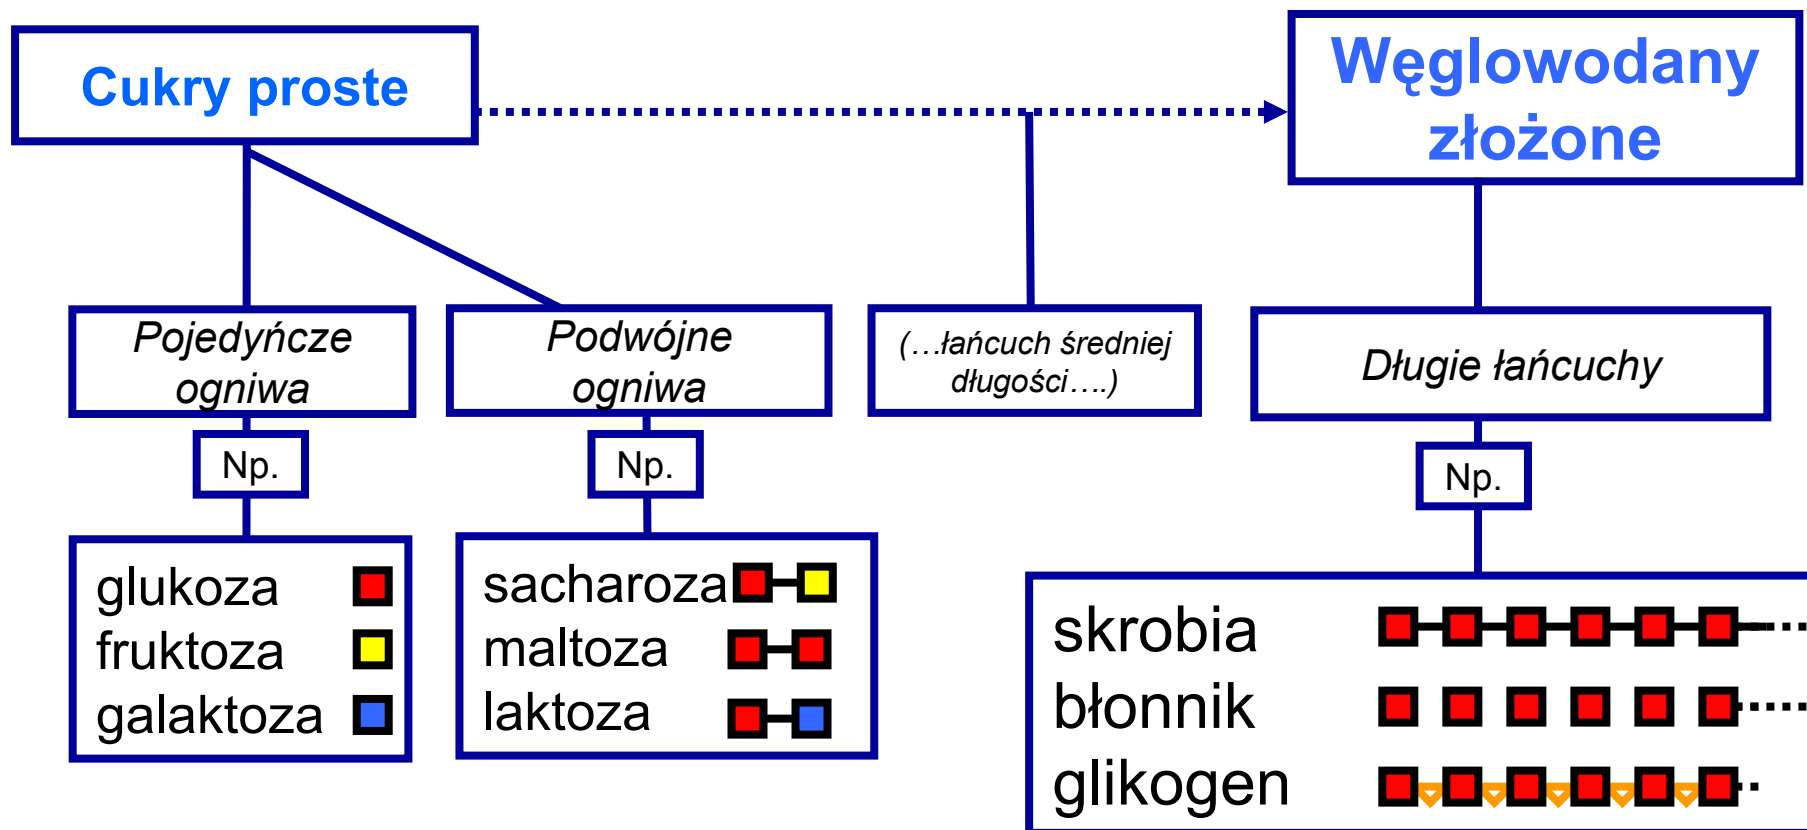 Cukry proste
Węglowodany
złożone
Pojedyńcze
ogniwa
Podwójne
ogniwa
(…łańcuch średniej
długości….)
Długie łańcuchy
Np.
Np.
Np.
glukoza
fruktoza
galaktoza
sacharoza
maltoza
laktoza
skrobia
błonnik
glikogen